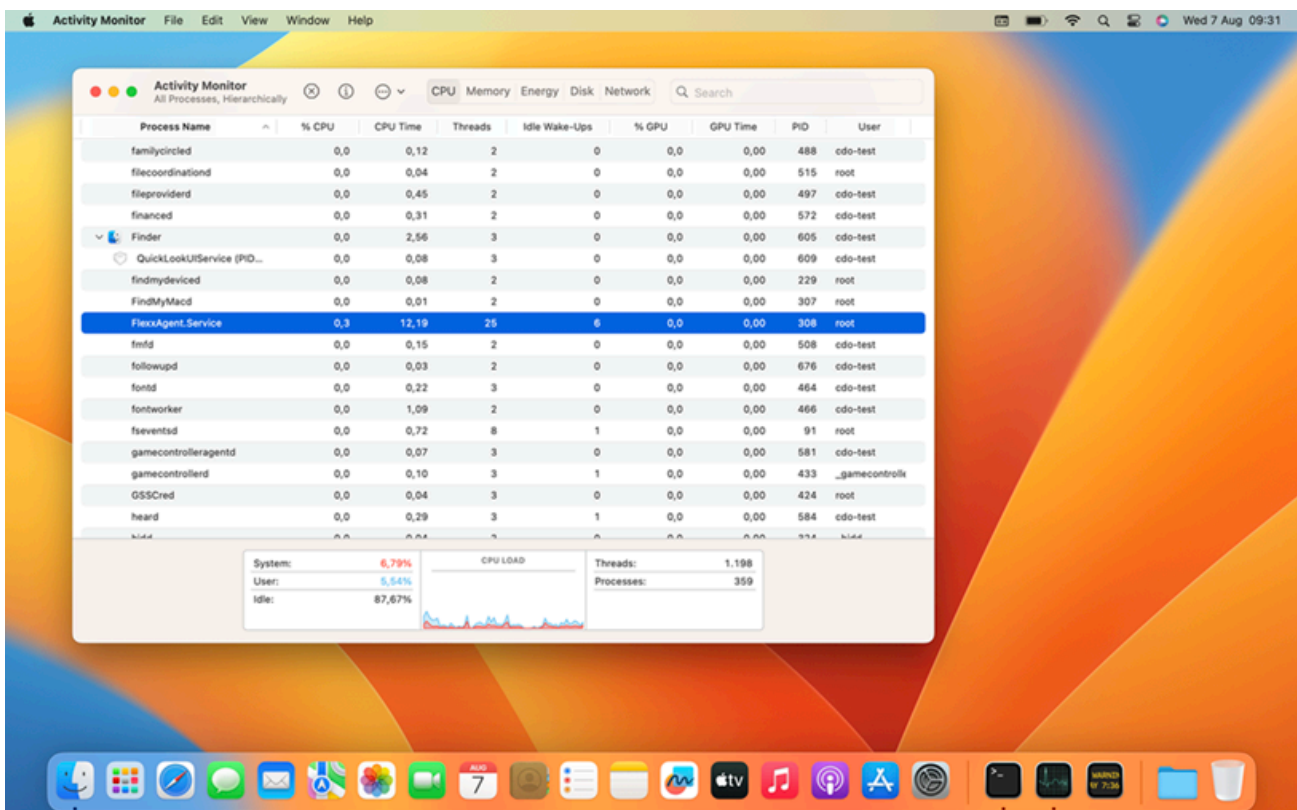 Activity Monitor File Edit View Window Help Wed 7 Aug 09:31
Activity Monitor
All Processes, Hierarchically
CPU Memory Energy Disk Network Search
Process Name % CPU CPU Time Threads Idle Wake-Ups % GPU GPU Time PID User
familycircled 0,0 0,12 2 0 0,0 0,00 488 cdo-test
filecoordinationd 0,0 0,04 2 0 0,0 0,00 515 root
fileproviderd 0,0 0,45 2 0 0,0 0,00 497 cdo-test
financed 0,0 0,31 2 0 0,0 0,00 572 cdo-test
Finder 0,0 2,56 3 0 0,0 0,00 605 cdo-test
QuickLookUIService (PID... 0,0 0,08 3 0 0,0 0,00 609 cdo-test
findmydeviced 0,0 0,08 2 0 0,0 0,00 229 root
FindMyMacd 0,0 0,01 2 0 0,0 0,00 307 root
FlexxAgent.Service 0,3 12,19 25 6 0,0 0,00 308 root
fmfd 0,0 0,15 2 0 0,0 0,00 508 cdo-test
followupd 0,0 0,03 2 0 0,0 0,00 676 cdo-test
fontd 0,0 0,22 3 0 0,0 0,00 464 cdo-test
fontworker 0,0 1,09 2 0 0,0 0,00 466 cdo-test
fseventsd 0,0 0,72 8 1 0,0 0,00 91 root
gamecontrolleragentd 0,0 0,07 3 0 0,0 0,00 581 cdo-test
gamecontrollerd 0,0 0,10 3 1 0,0 0,00 433 _gamecontrolle
GSSCred 0,0 0,04 3 0 0,0 0,00 424 root
heard 0,0 0,29 3 1 0,0 0,00 584 cdo-test
System: 6,79% CPU LOAD Threads: 1.198
User: 5,54% Processes: 359
Idle: 87,67%
AUG
7
tv